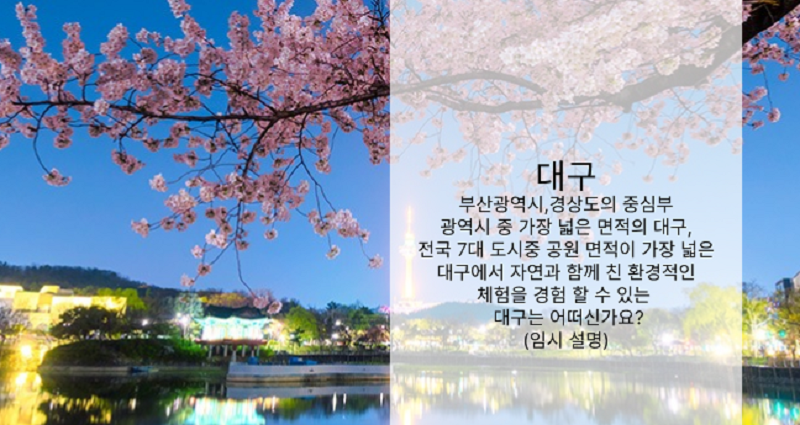 대구
부산광역시,경상도의 중심부
광역시 중 가장 넓은 면적의 대구,
전국 7대 도시중 공원 면적이 가장 넓은
대구에서 자연과 함께 친 환경적인
체험을 경험 할 수 있는
대구는 어떠신가요?
(임시 설명)